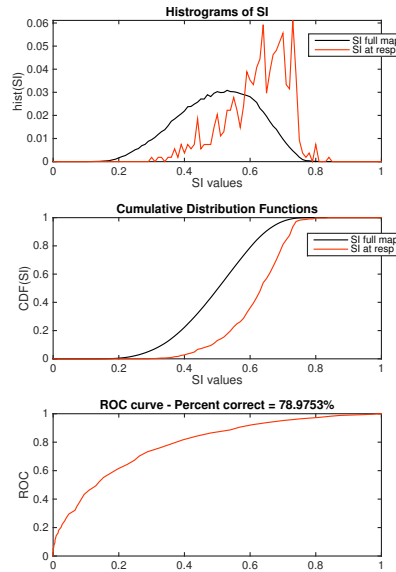 Histrograms of SI
0.06
0.05
0.04
0.03
0.02
0.01
0
hist(SI)
SI full map
SI at resp
0 0.2 0.4 0.6 0.8 1
SI values
Cumulative Distribution Functions
1
0.8
0.6
0.4
0.2
0
CDF(SI)
SI full map
SI at resp
0 0.2 0.4 0.6 0.8 1
SI values
ROC curve - Percent correct = 78.9753%
1
0.8
0.6
0.4
0.2
0
ROC
0 0.2 0.4 0.6 0.8 1